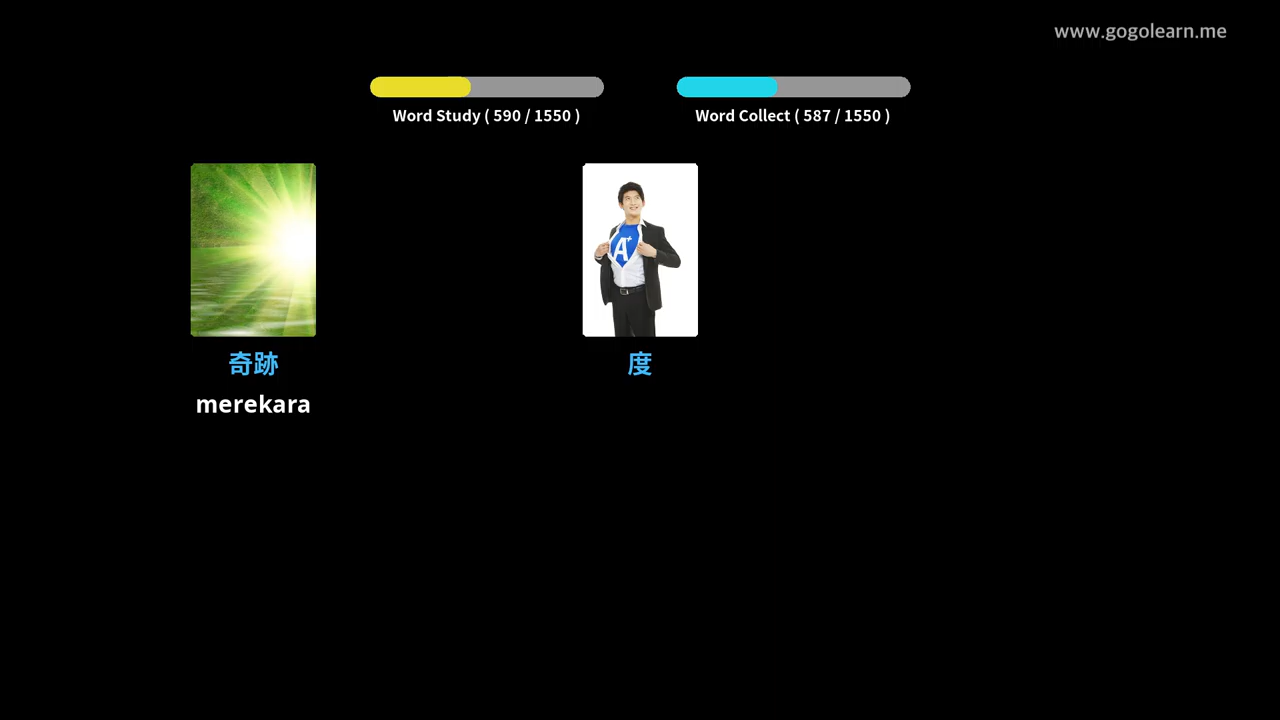 www.gogolearn.me
Word Study ( 590 / 1550 )
Word Collect ( 587 / 1550 )
A+
奇跡
度
merekara